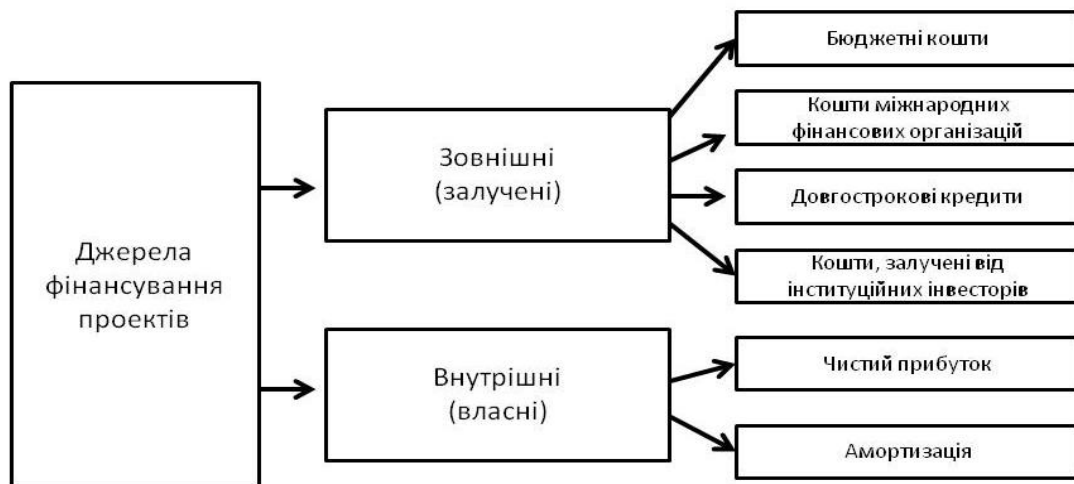 Джерела
фінансування
проектів
Зовнішні
(залучені)
Бюджетні кошти
Кошти міжнародних
фінансових організацій
Довгострокові кредити
Кошти, залучені від
інституційних інвесторів
Внутрішні
(власні)
Чистий прибуток
Амортизація